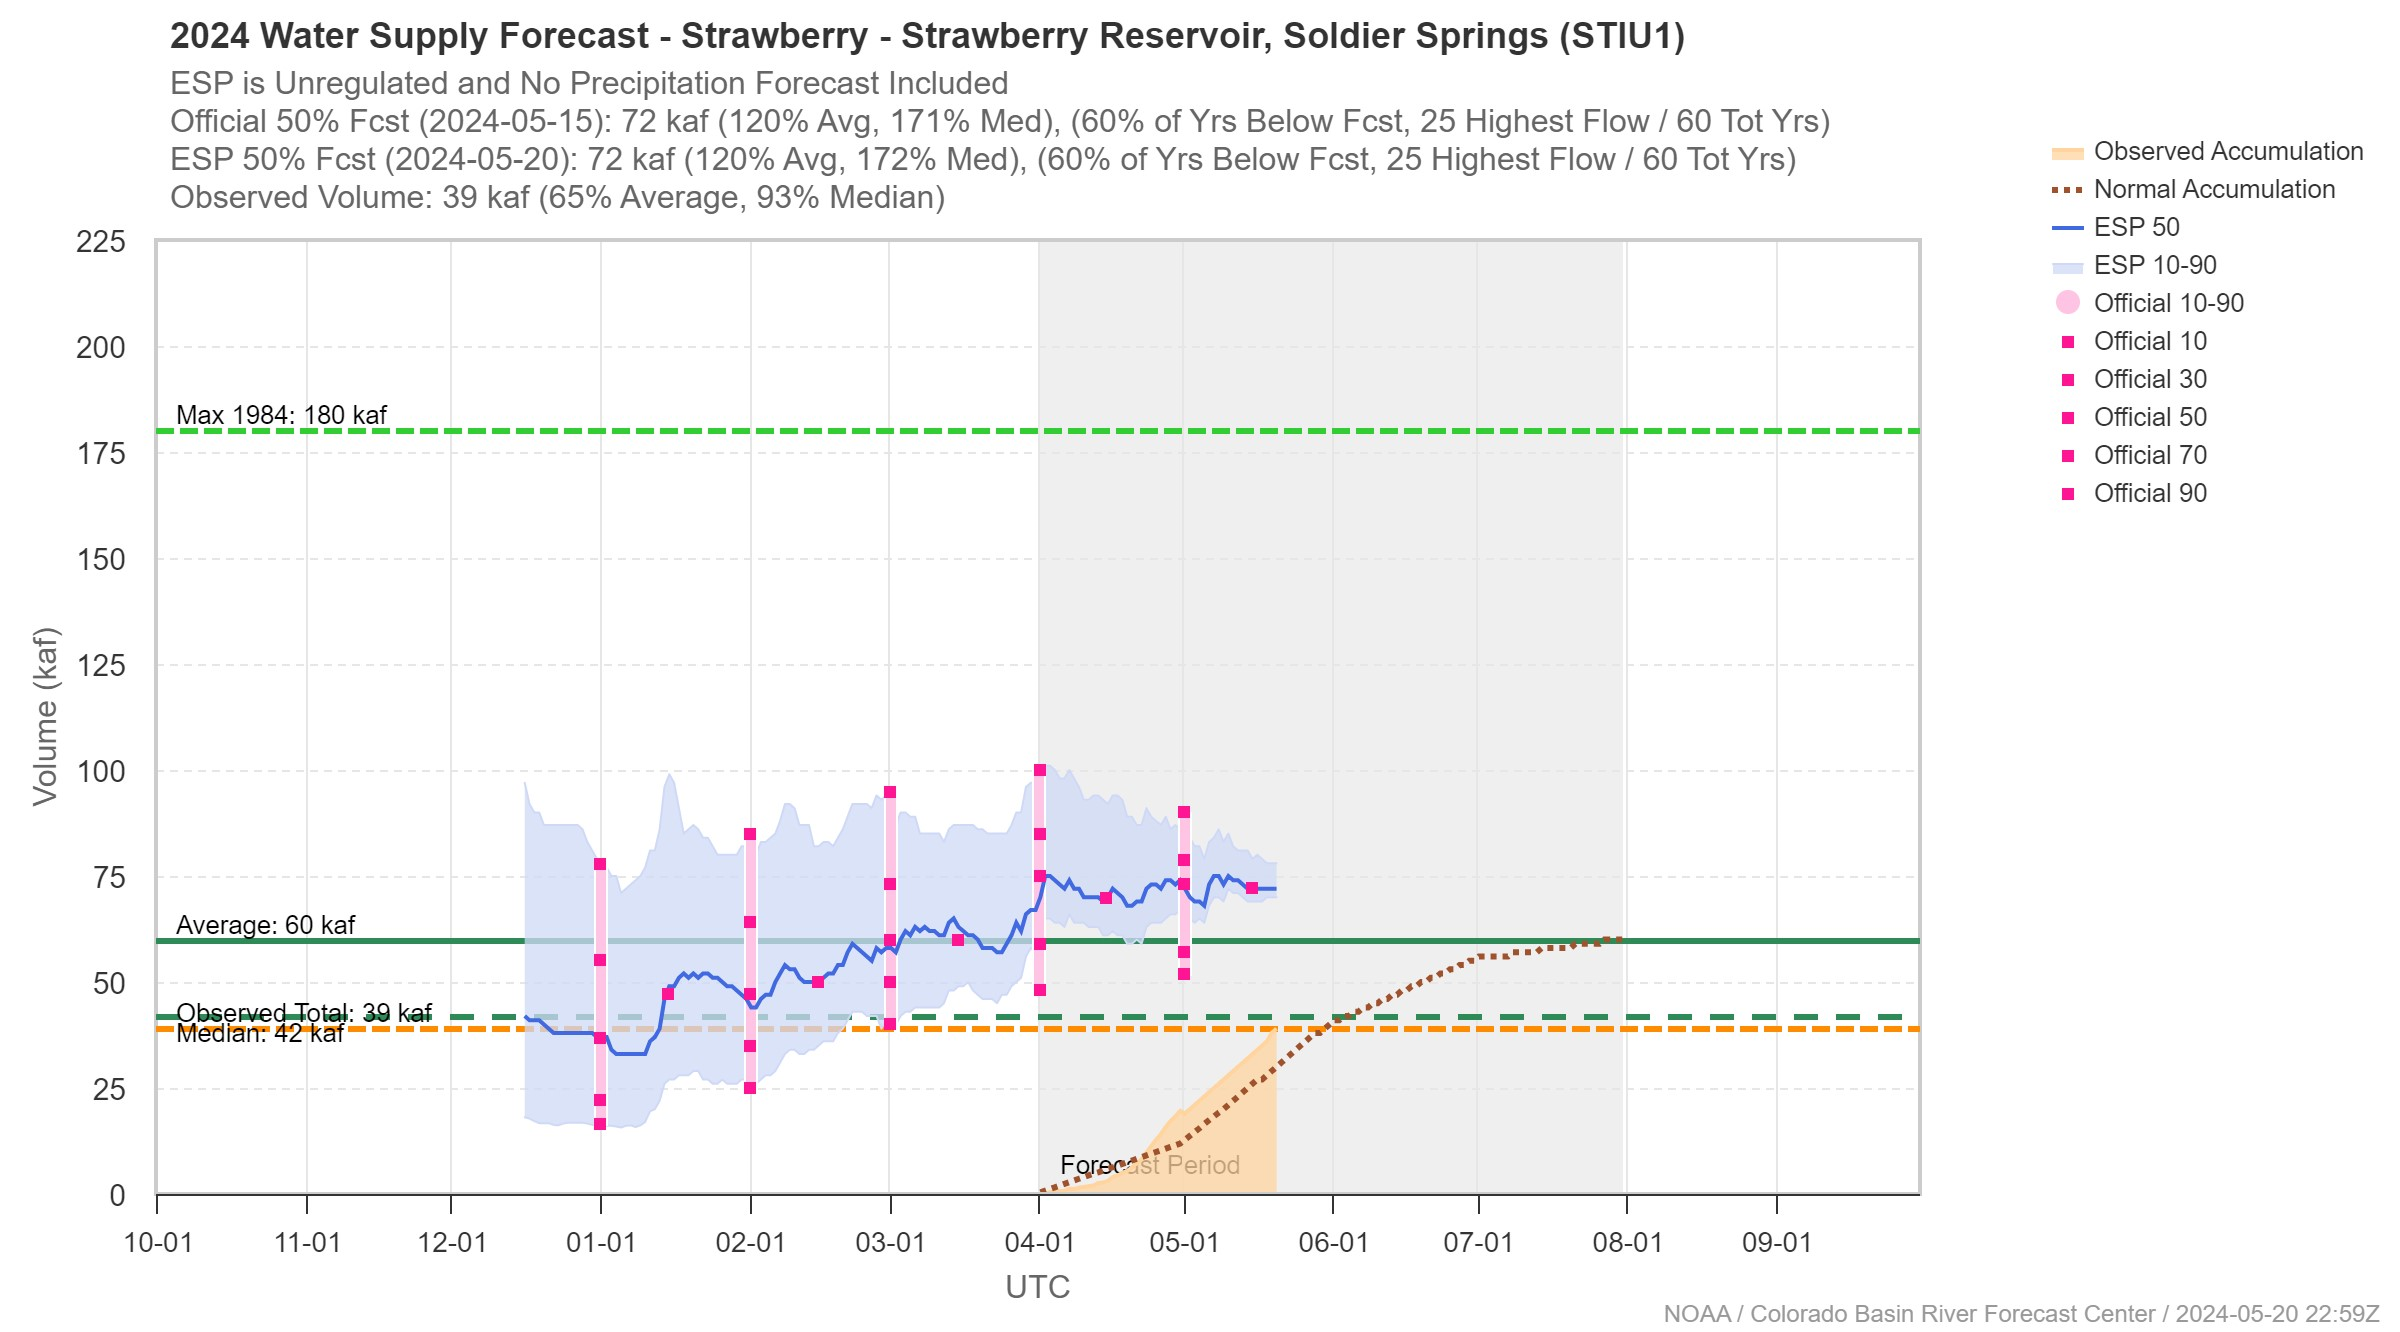 2024 Water Supply Forecast - Strawberry - Strawberry Reservoir, Soldier Springs (STIU1)
ESP is Unregulated and No Precipitation Forecast Included
Official 50% Fcst (2024-05-15): 72 kaf (120% Avg, 171% Med), (60% of Yrs Below Fcst, 25 Highest Flow / 60 Tot Yrs)
ESP 50% Fcst (2024-05-20): 72 kaf (120% Avg, 172% Med), (60% of Yrs Below Fcst, 25 Highest Flow / 60 Tot Yrs)
Observed Volume: 39 kaf (65% Average, 93% Median)
Observed Accumulation
Normal Accumulation
ESP 50
ESP 10-90
Official 10-90
Official 10
Official 30
Official 50
Official 70
Official 90
225
200
175
150
125
100
75
50
25
0
Volume (kaf)
Max 1984: 180 kaf
Average: 60 kaf
Observed Total: 39 kaf
Median: 42 kaf
Forecast Period
10-01 11-01 12-01 01-01 02-01 03-01 04-01 05-01 06-01 07-01 08-01 09-01
UTC
NOAA / Colorado Basin River Forecast Center / 2024-05-20 22:59Z